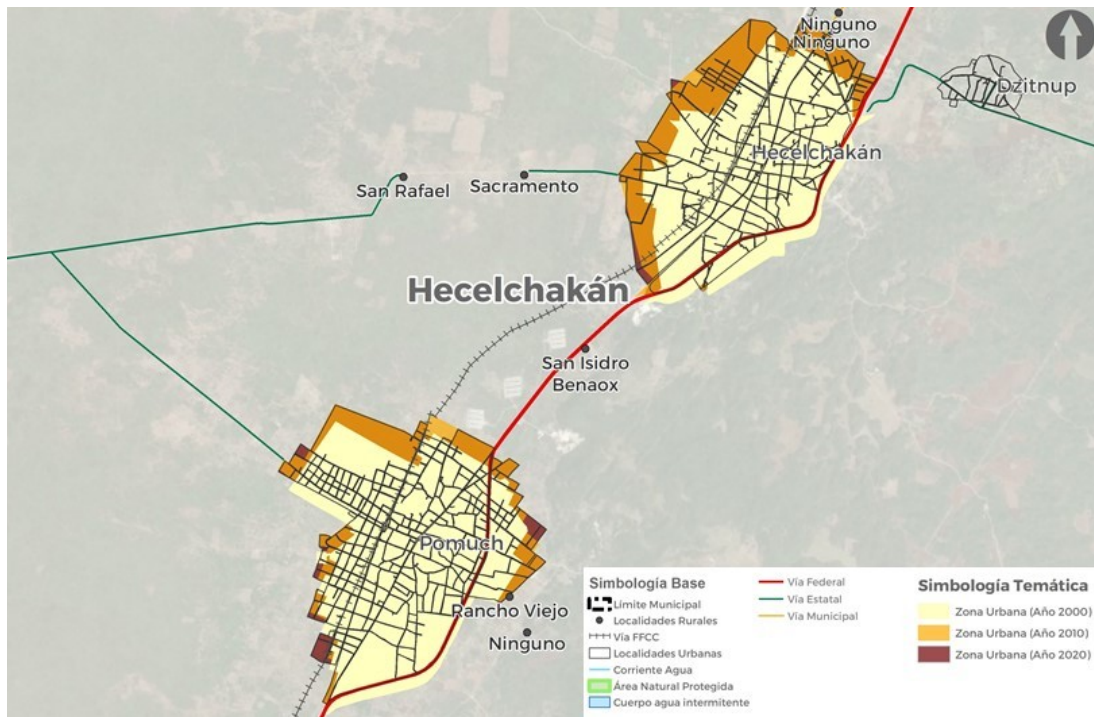 Ninguno
Ninguno
Dzitnup
Hecelchakán
San Rafael
Sacramento
Hecelchakán
San Isidro
Benaox
Pomuch
Rancho Viejo
Ninguno
Simbología Base
Límite Municipal
Localidades Rurales
Vía FFCC
Localidades Urbanas
Corriente Agua
Área Natural Protegida
Cuerpo agua intermitente
Vía Federal
Vía Estatal
Vía Municipal
Simbología Temática
Zona Urbana (Año 2000)
Zona Urbana (Año 2010)
Zona Urbana (Año 2020)